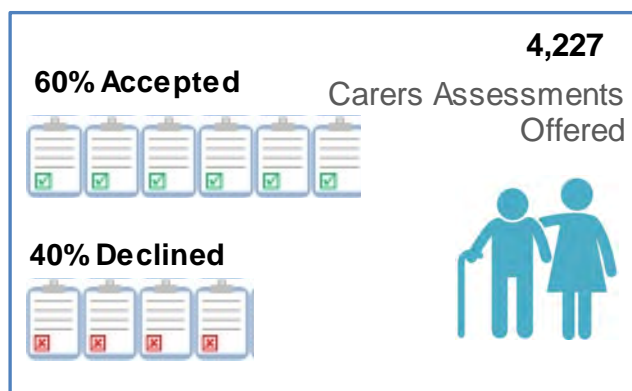 4,227
60% Accepted
Carers Assessments
Offered
40% Declined